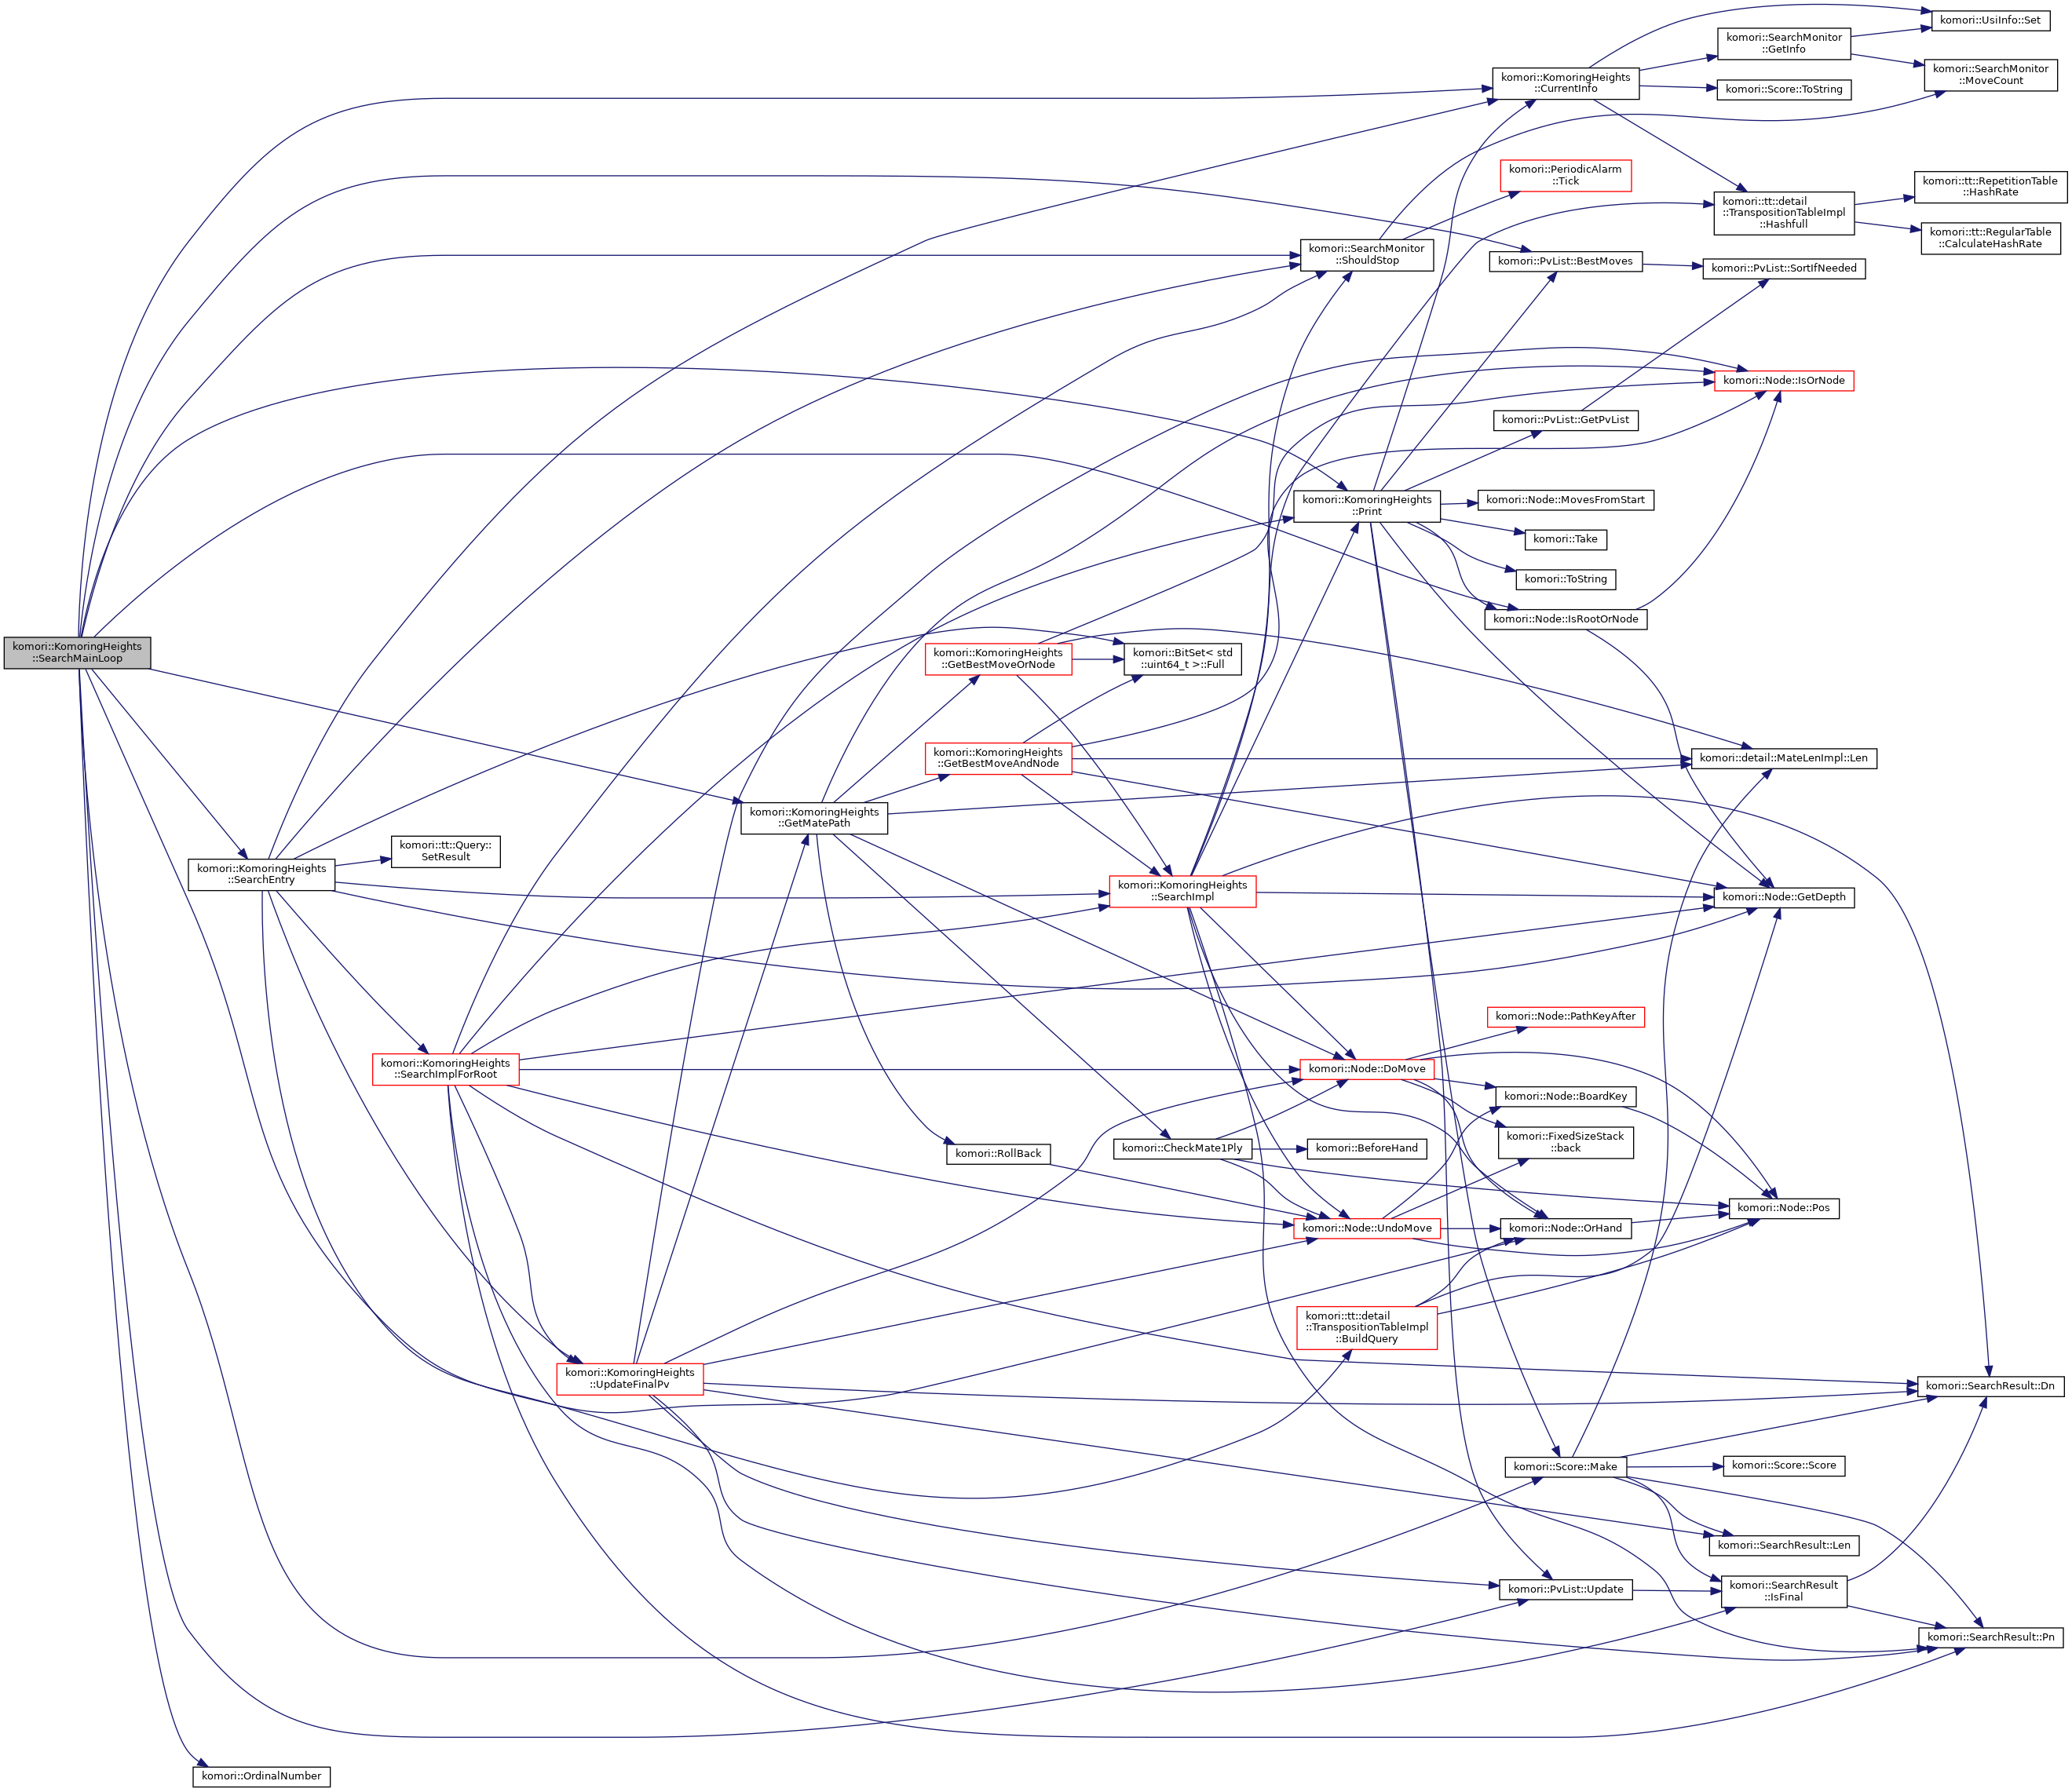 komori::UsiInfo::Set
komori::SearchMonitor
::GetInfo
komori::KomoringHeights
::CurrentInfo
komori::SearchMonitor
::MoveCount
komori::Score::ToString
komori::PeriodicAlarm
::Tick
komori::tt::RepetitionTable
::HashRate
komori::tt::detail
::TranspositionTableImpl
::Hashfull
komori::tt::RegularTable
::CalculateHashRate
komori::SearchMonitor
::ShouldStop
komori::PvList::BestMoves
komori::PvList::SortIfNeeded
komori::Node::IsOrNode
komori::PvList::GetPvList
komori::KomoringHeights
::Print
komori::Node::MovesFromStart
komori::Take
komori::ToString
komori::Node::IsRootOrNode
komori::KomoringHeights
::SearchMainLoop
komori::KomoringHeights
::GetBestMoveOrNode
komori::BitSet< std
::uint64_t >::Full
komori::KomoringHeights
::GetBestMoveAndNode
komori::detail::MateLenImpl::Len
komori::KomoringHeights
::GetMatePath
komori::tt::Query::
SetResult
komori::KomoringHeights
::SearchEntry
komori::KomoringHeights
::SearchImpl
komori::Node::GetDepth
komori::Node::PathKeyAfter
komori::KomoringHeights
::SearchImplForRoot
komori::Node::DoMove
komori::Node::BoardKey
komori::FixedSizeStack
::back
komori::CheckMate1Ply
komori::BeforeHand
komori::RollBack
komori::Node::Pos
komori::Node::UndoMove
komori::Node::OrHand
komori::tt::detail
::TranspositionTableImpl
::BuildQuery
komori::KomoringHeights
::UpdateFinalPv
komori::SearchResult::Dn
komori::Score::Make
komori::Score::Score
komori::SearchResult::Len
komori::PvList::Update
komori::SearchResult
::IsFinal
komori::SearchResult::Pn
komori::OrdinalNumber